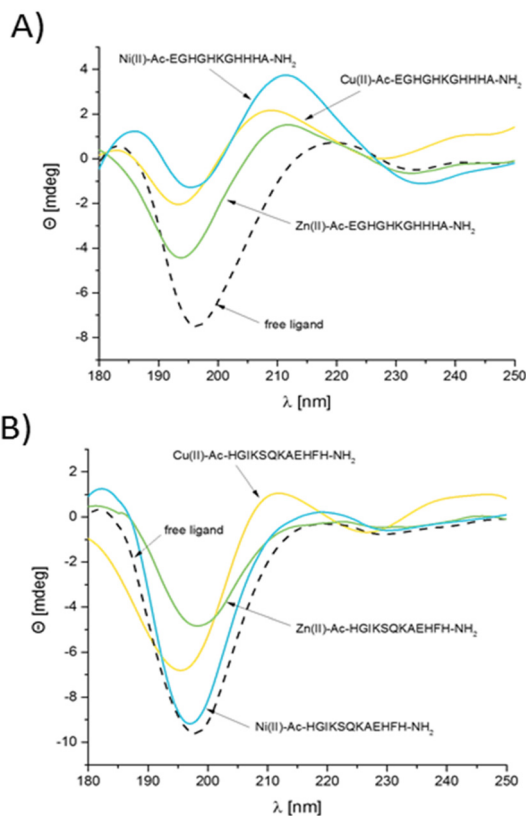 A)
Ni(II)-Ac-EGHGHKGHHHA-NH2
Cu(II)-Ac-EGHGHKGHHHA-NH2
Zn(II)-Ac-EGHGHKGHHHA-NH2
free ligand
Θ [mdeg]
4
2
0
-2
-4
-6
-8
180 190 200 210 220 230 240 250
λ [nm]
B)
Cu(II)-Ac-HGIKSQKAEHFH-NH2
free ligand
Zn(II)-Ac-HGIKSQKAEHFH-NH2
Ni(II)-Ac-HGIKSQKAEHFH-NH2
Θ [mdeg]
2
0
-2
-4
-6
-8
-10
180 190 200 210 220 230 240 250
λ [nm]